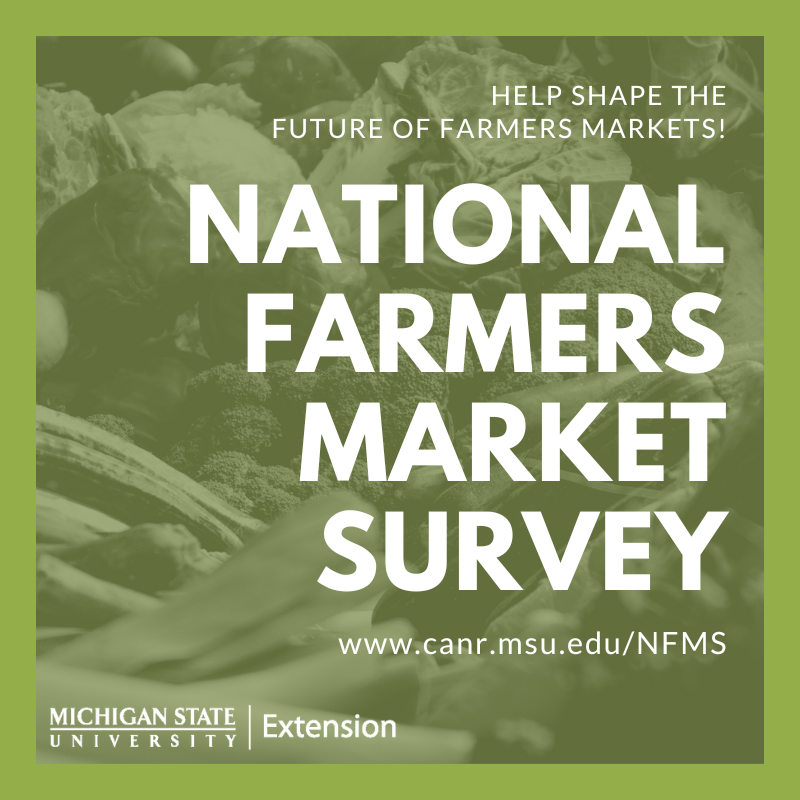 HELP SHAPE THE
FUTURE OF FARMERS MARKETS!
NATIONAL
FARMERS
MARKET
SURVEY
www.canr.msu.edu/NFMS
MICHIGAN STATE
UNIVERSITY
Extension